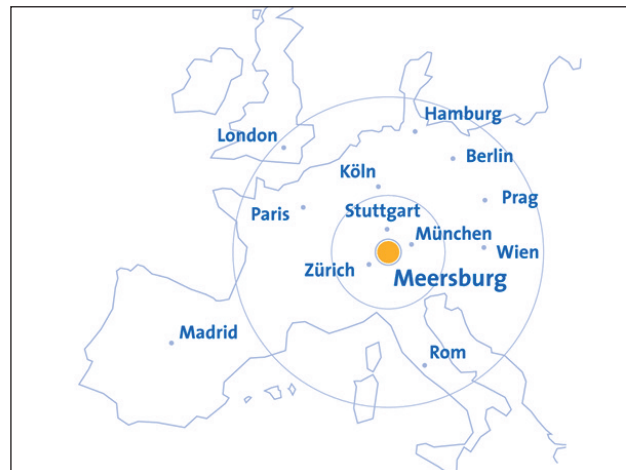 Hamburg
London
Berlin
Köln
Prag
Paris
Stuttgart
München
Wien
Zürich
Meersburg
Madrid
Rom